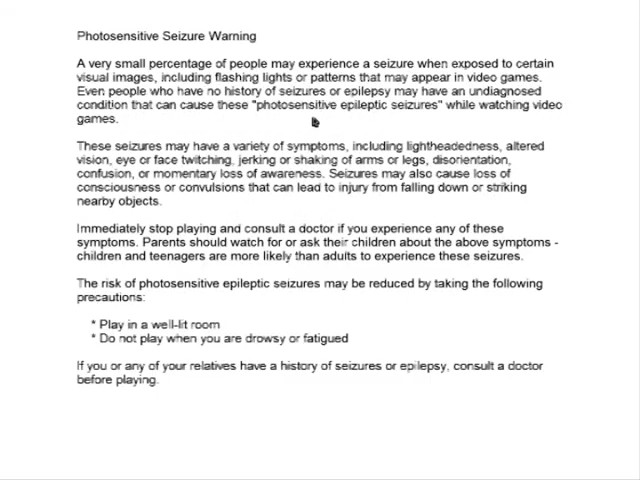 Photosensitive Seizure Warning
A very small percentage of people may experience a seizure when exposed to certain
visual images, including flashing lights or patterns that may appear in video games.
Even people who have no history of seizures or epilepsy may have an undiagnosed
condition that can cause these "photosensitive epileptic seizures" while watching video
games.
These seizures may have a variety of symptoms, including lightheadedness, altered
vision, eye or face twitching, jerking or shaking of arms or legs, disorientation,
confusion, or momentary loss of awareness. Seizures may also cause loss of
consciousness or convulsions that can lead to injury from falling down or striking
nearby objects.
Immediately stop playing and consult a doctor if you experience any of these
symptoms. Parents should watch for or ask their children about the above symptoms -
children and teenagers are more likely than adults to experience these seizures.
The risk of photosensitive epileptic seizures may be reduced by taking the following
precautions:
* Play in a well-lit room
* Do not play when you are drowsy or fatigued
If you or any of your relatives have a history of seizures or epilepsy, consult a doctor
before playing.